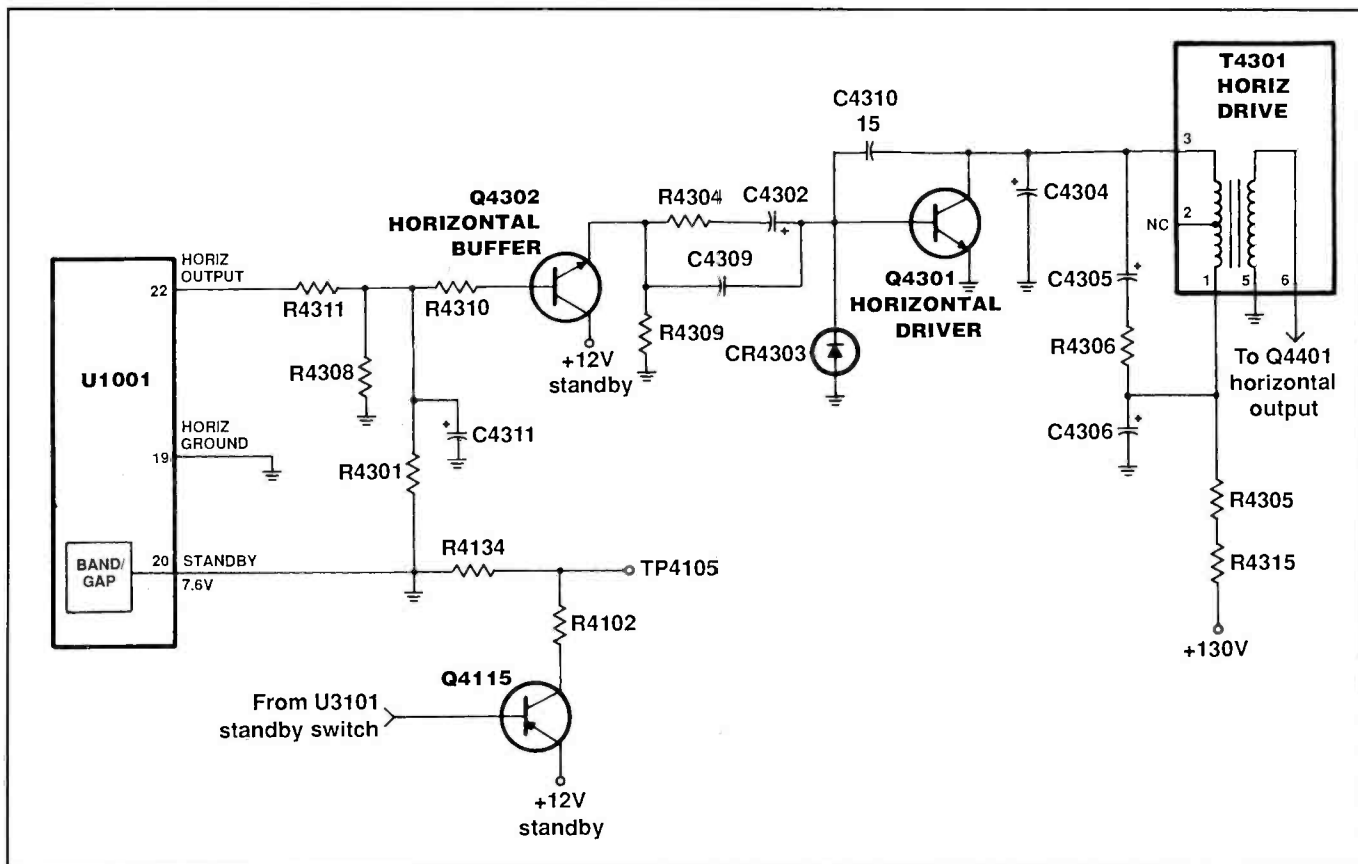 T4301
HORIZ
DRIVE
C4310
15
3
Q4302
HORIZONTAL
BUFFER
R4304
C4302
+
+
C4304
NC
2
HORIZ
OUTPUT
22
C4309
Q4301
HORIZONTAL
DRIVER
+
C4305
1
5
6
R4311
R4310
R4309
+12V
standby
CR4303
R4306
To Q4401
horizontal
output
U1001
R4308
HORIZ
GROUND
19
+
C4311
R4301
+
C4306
R4305
BAND/
GAP
20
STANDBY
7.6V
R4134
TP4105
R4315
R4102
+130V
Q4115
From U3101
standby switch
+12V
standby